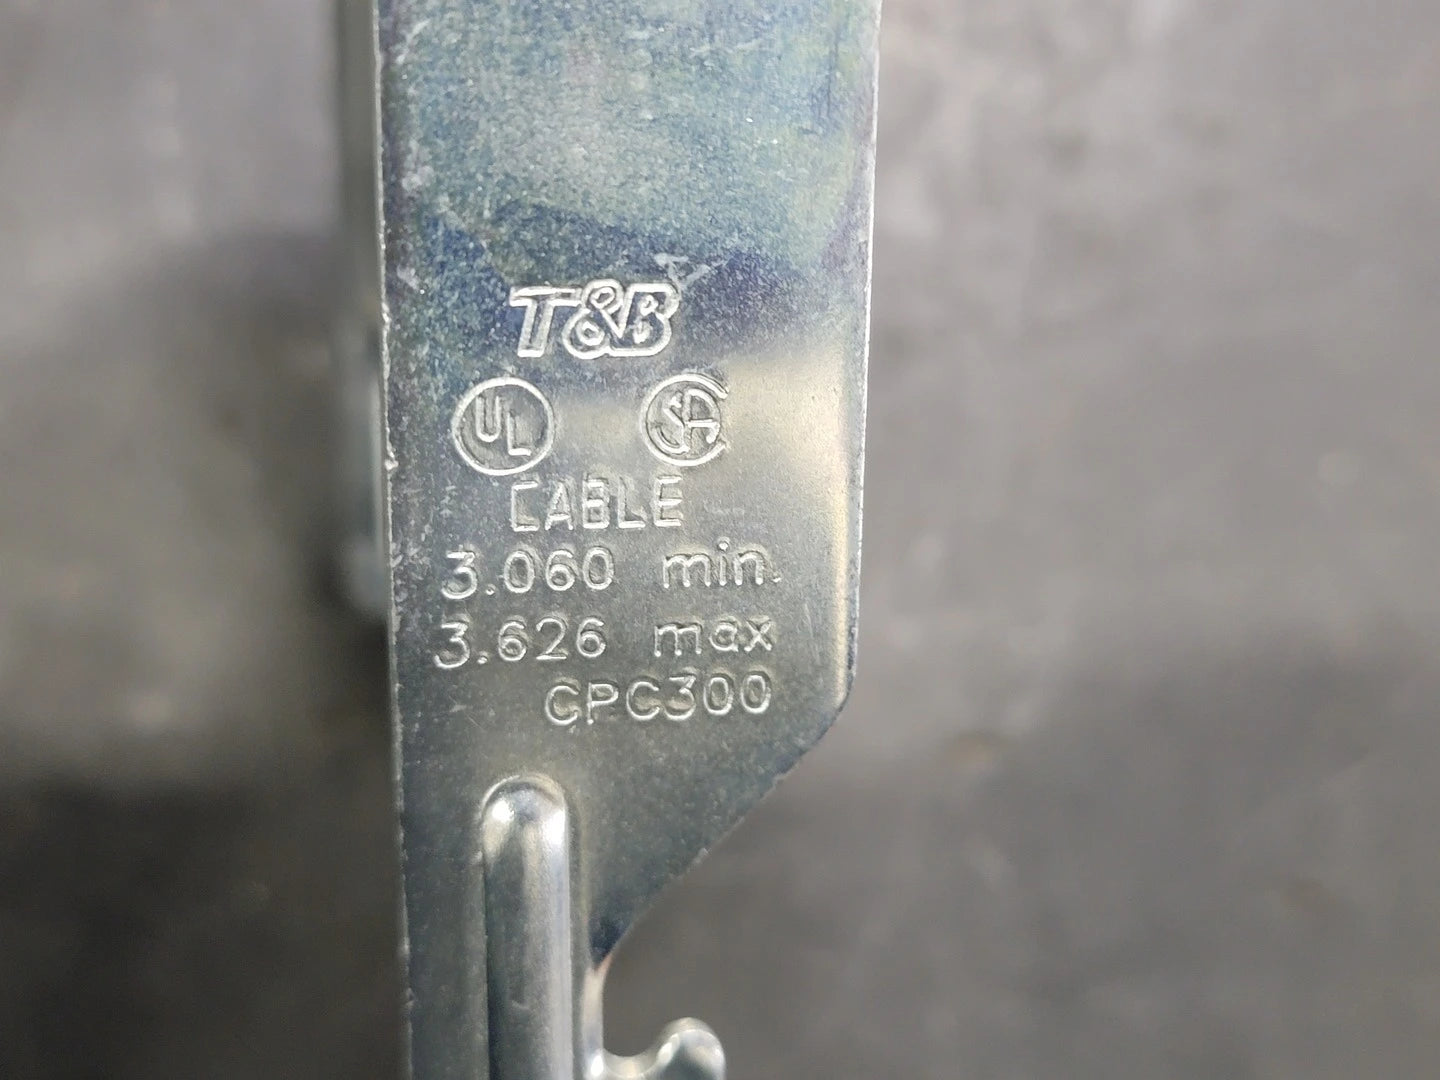 T&B
UL SA
CABLE
3.060 min.
3.626 max
CPC300